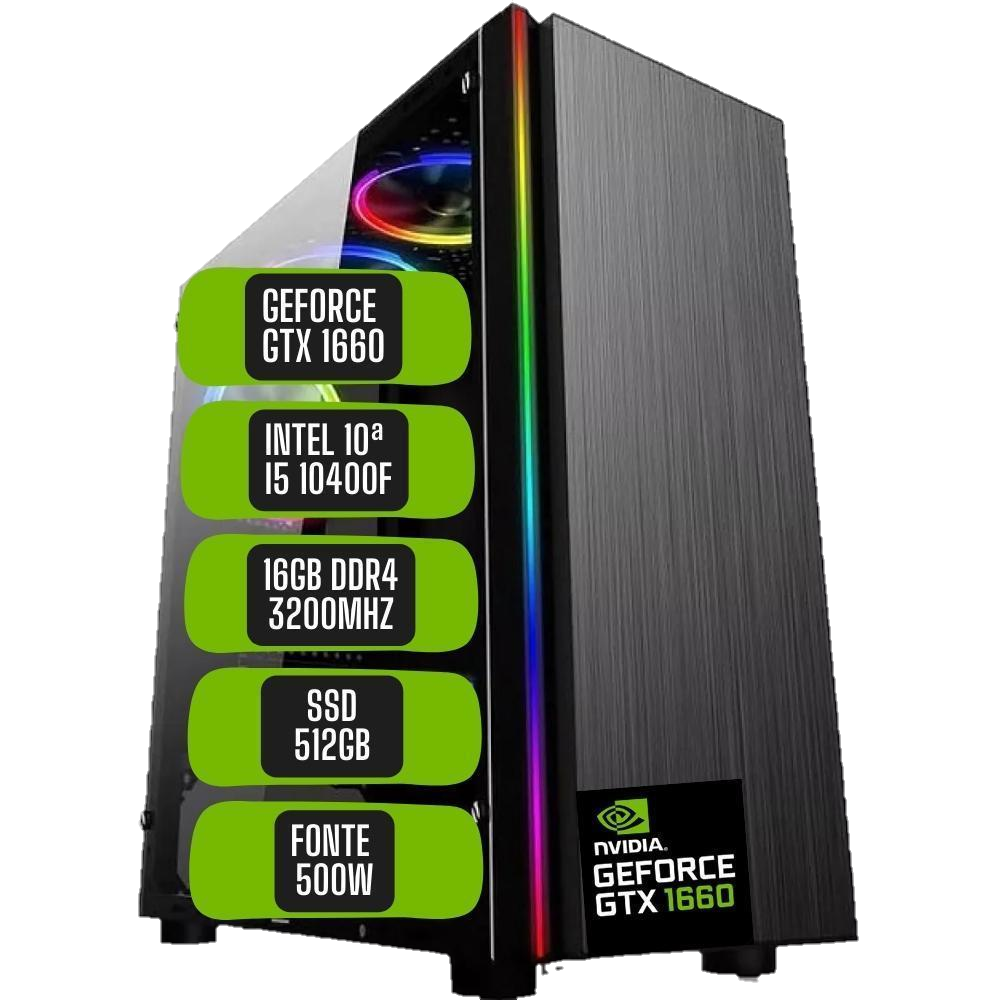 GEFORCE
GTX 1660
INTEL 10ª
I5 10400F
16GB DDR4
3200MHZ
SSD
512GB
FONTE
500W
NVIDIA.
GEFORCE
GTX 1660